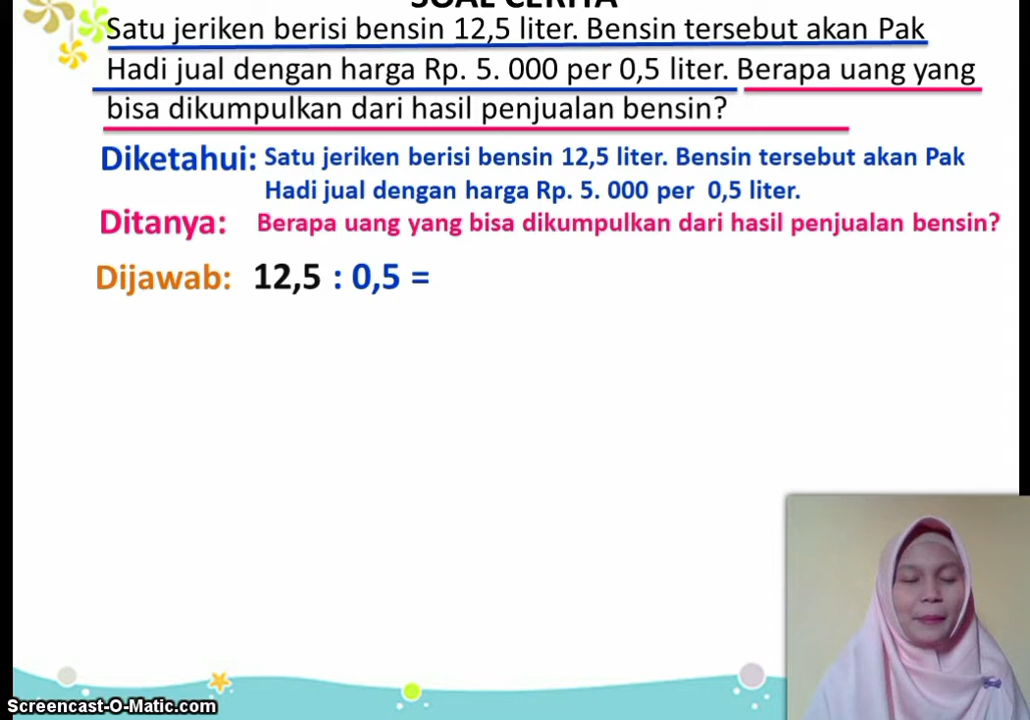 SOAL CERITA
Satu jeriken berisi bensin 12,5 liter. Bensin tersebut akan Pak
Hadi jual dengan harga Rp. 5. 000 per 0,5 liter. Berapa uang yang
bisa dikumpulkan dari hasil penjualan bensin?
Diketahui: Satu jeriken berisi bensin 12,5 liter. Bensin tersebut akan Pak
Hadi jual dengan harga Rp. 5. 000 per 0,5 liter.
Ditanya: Berapa uang yang bisa dikumpulkan dari hasil penjualan bensin?
Dijawab: 12,5 : 0,5 =
Screencast-O-Matic.com